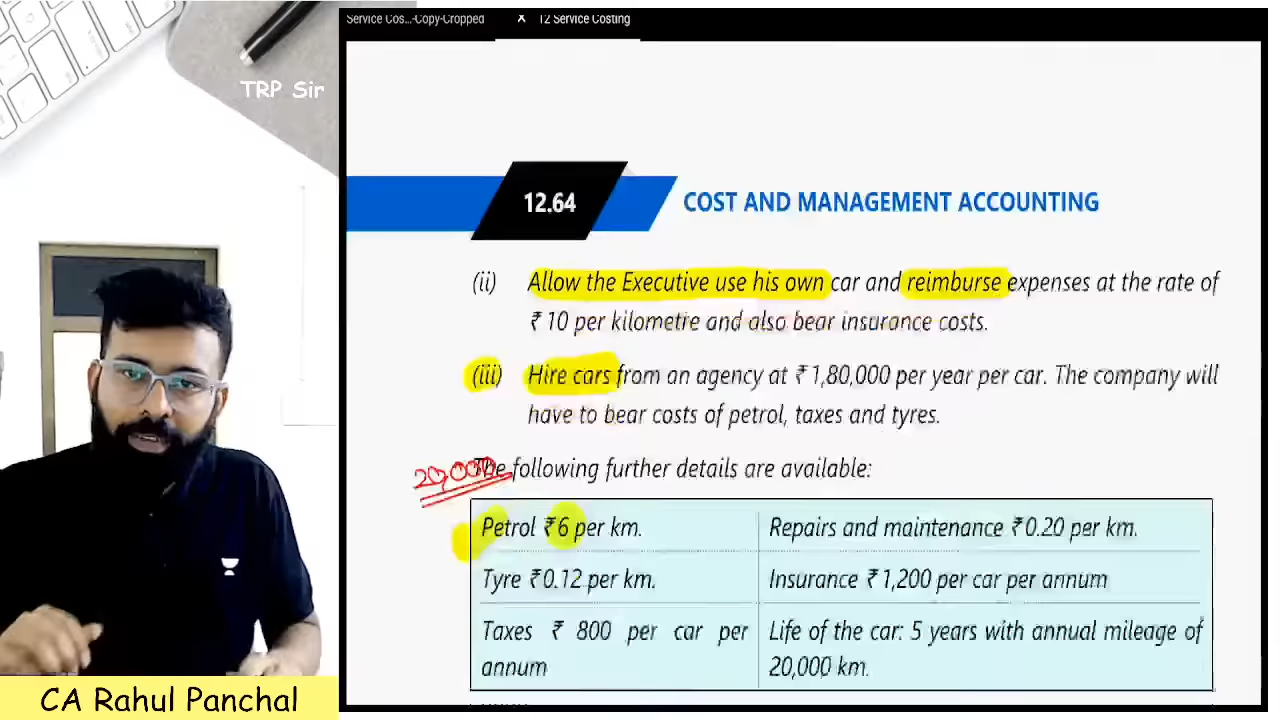 Service Cos...-Copy-Cropped
X 12 Service Costing
TRP Sir
12.64 COST AND MANAGEMENT ACCOUNTING
(ii) Allow the Executive use his own car and reimburse expenses at the rate of
₹ 10 per kilometre and also bear insurance costs.
(iii) Hire cars from an agency at ₹ 1,80,000 per year per car. The company will
have to bear costs of petrol, taxes and tyres.
20,000
The following further details are available:
Petrol ₹ 6 per km. Repairs and maintenance ₹ 0.20 per km.
Tyre ₹ 0.12 per km. Insurance ₹ 1,200 per car per annum
Taxes ₹ 800 per car per Life of the car: 5 years with annual mileage of
annum 20,000 km.
CA Rahul Panchal